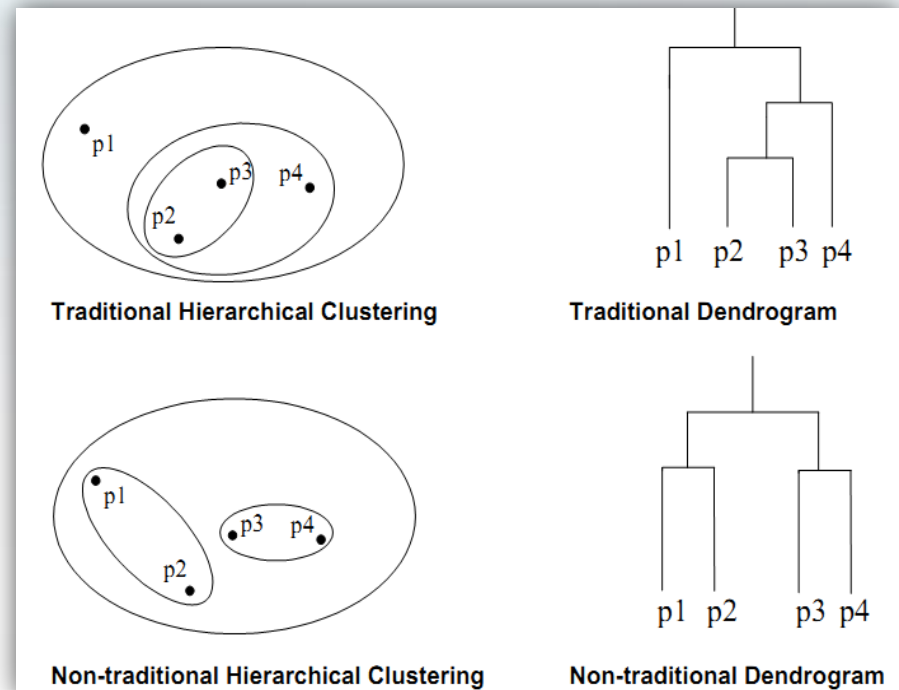 p1
p3
p4
p2
p1 p2 p3 p4
Traditional Hierarchical Clustering
Traditional Dendrogram
p1
p3 p4
p2
p1 p2 p3 p4
Non-traditional Hierarchical Clustering
Non-traditional Dendrogram